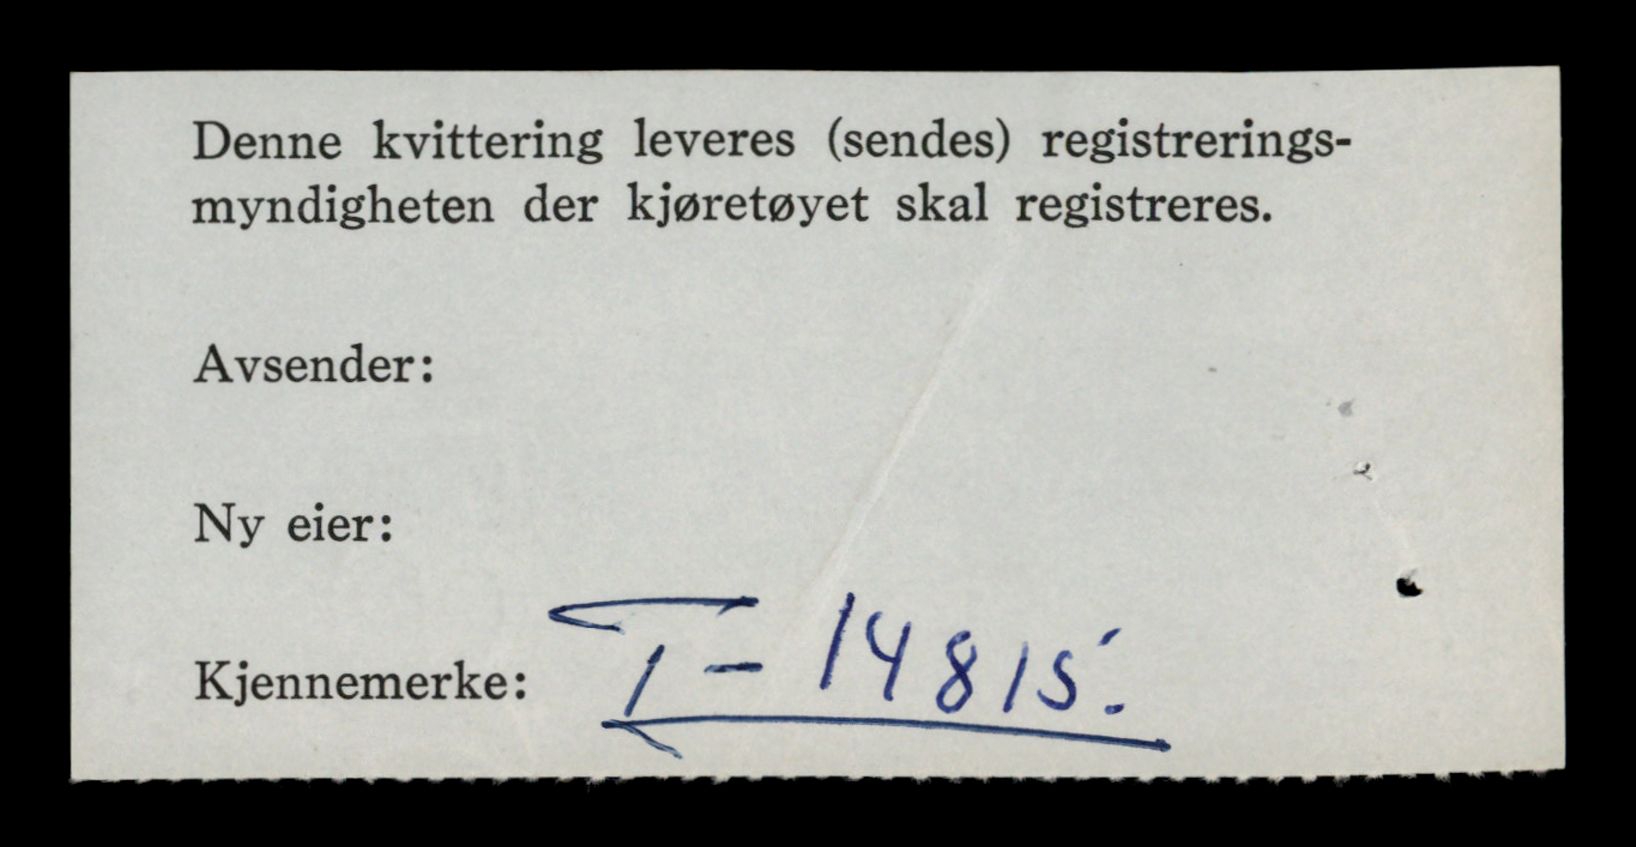 Denne kvittering leveres (sendes) registrerings-
myndigheten der kjøretøyet skal registreres.
Avsender:
Ny eier:
Kjennemerke: T - 14815.